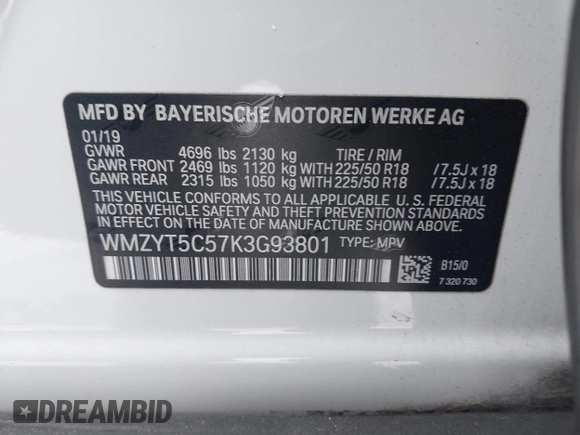 MFD BY BAYERISCHE MOTOREN WERKE AG
01/19
GVWR 4696 lbs 2130 kg TIRE / RIM
GAWR FRONT 2469 lbs 1120 kg WITH 225/50 R18 /7.5J x 18
GAWR REAR 2315 lbs 1050 kg WITH 225/50 R18 /7.5J x 18
THIS VEHICLE CONFORMS TO ALL APPLICABLE U. S. FEDERAL
MOTOR VEHICLE SAFETY BUMPER AND THEFT PREVENTION
STANDARDS IN EFFECT ON THE DATE OF MANUFACTURE SHOWN ABOVE.
WMZYT5C57K3G93801 TYPE: MPV
B15/0
7 320 730
DREAMBID